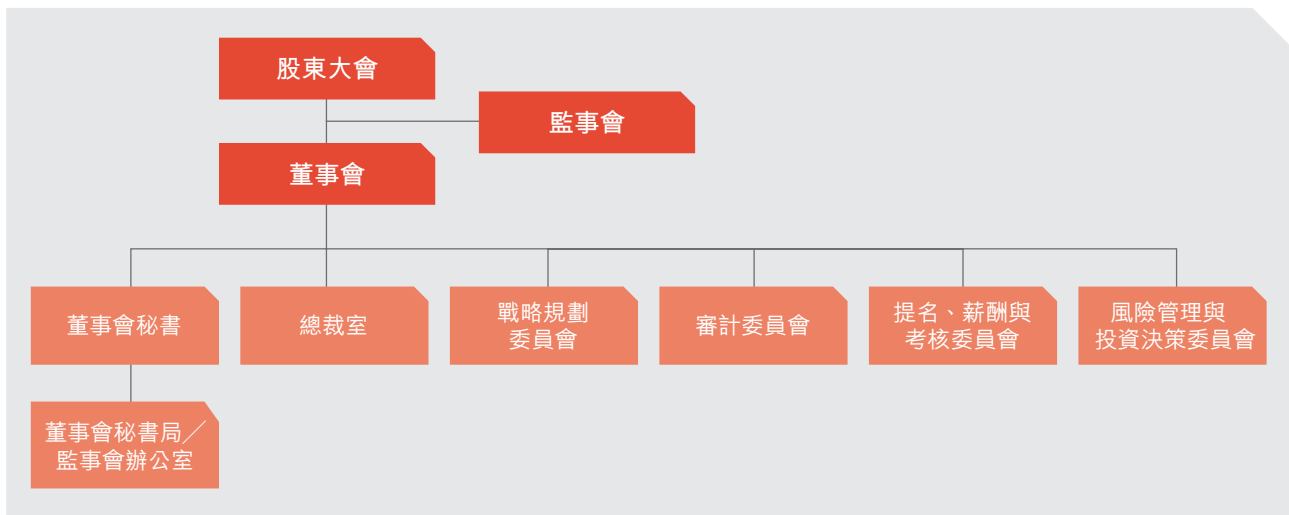 股東大會
監事會
董事會
董事會秘書
總裁室
戰略規劃
委員會
審計委員會
提名、薪酬與
考核委員會
風險管理與
投資決策委員會
董事會秘書局／
監事會辦公室